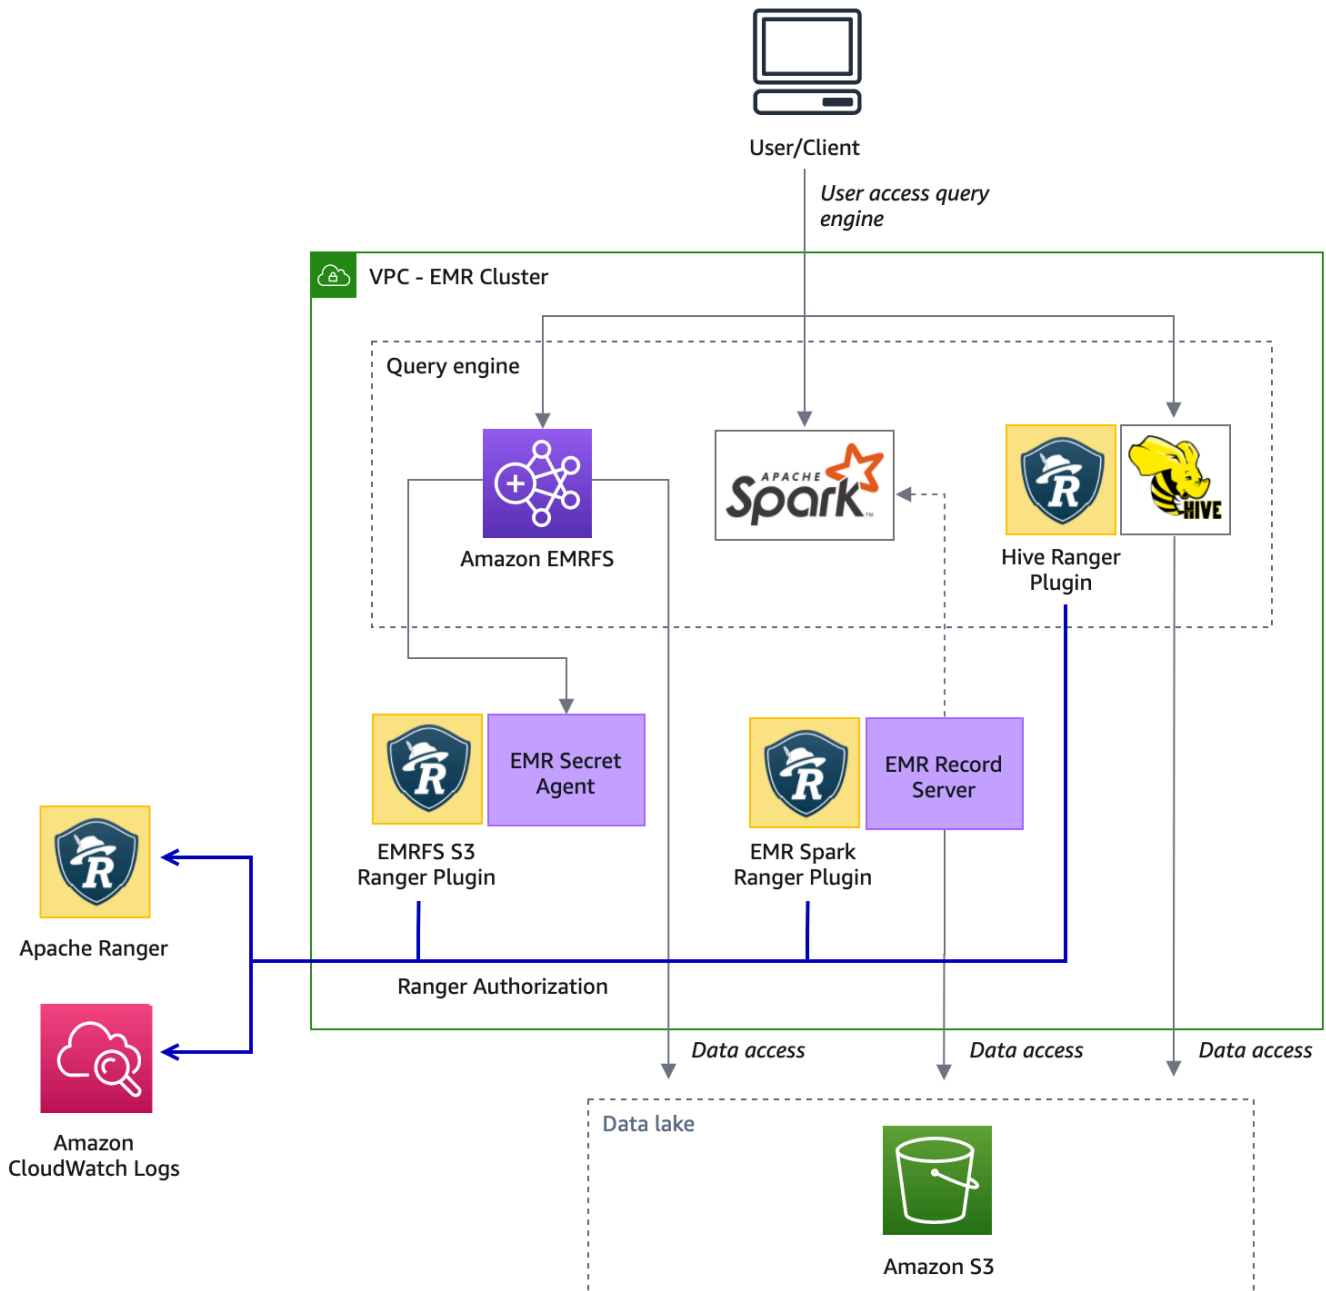 User/Client
User access query
engine
VPC - EMR Cluster
Query engine
APACHE
Spark™
HIVE
Amazon EMRFS
Hive Ranger
Plugin
R
R
EMR Secret
Agent
R
EMR Record
Server
EMRFS S3
Ranger Plugin
EMR Spark
Ranger Plugin
R
Apache Ranger
Ranger Authorization
Data access
Data access
Data access
Amazon
CloudWatch Logs
Data lake
Amazon S3